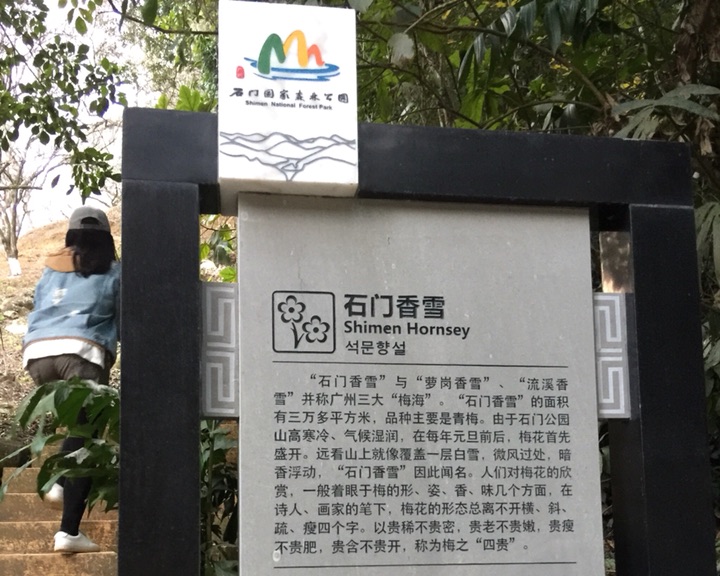 石门国家森林公园
Shimen National Forest Park
石门香雪
Shimen Hornsey
석문향설
“石门香雪”与“萝岗香雪”、“流溪香
雪”并称广州三大“梅海”。“石门香雪”的面积
有三万多平方米，品种主要是青梅。由于石门公园
山高寒冷、气候湿润，在每年元旦前后，梅花首先
盛开。远看山上就像覆盖一层白雪，微风过处，暗
香浮动，“石门香雪”因此闻名。人们对梅花的欣
赏，一般着眼于梅的形、姿、香、味几个方面，在
诗人、画家的笔下，梅花的形态总离不开横、斜、
疏、瘦四个字。以贵稀不贵密，贵老不贵嫩，贵瘦
不贵肥，贵含不贵开，称为梅之“四贵”。